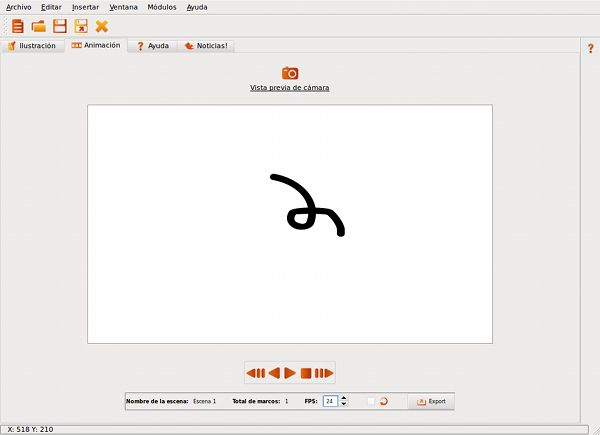 Archivo Editar Insertar Ventana Módulos Ayuda
Ilustración Animación Ayuda Noticias!
Vista previa de cámara
Nombre de la escena: Escena 1 Total de marcos: 1 FPS: 24 Export
X: 518 Y: 210